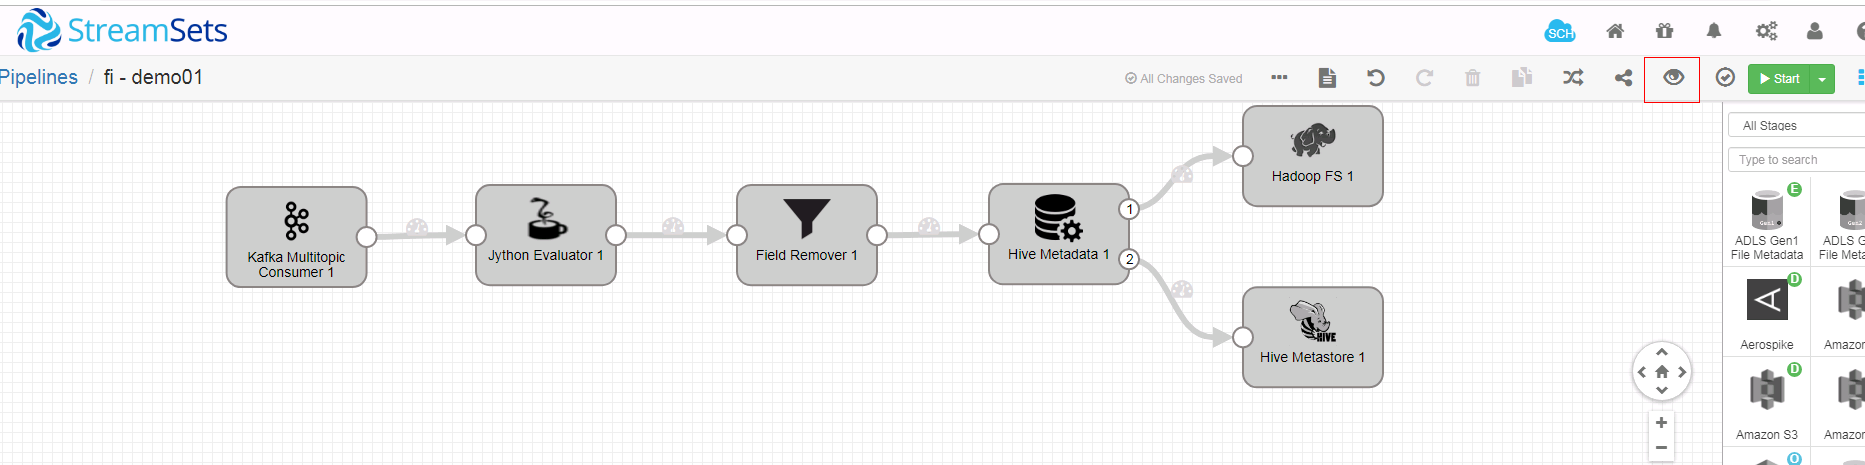 StreamSets
SCH
Pipelines / fi - demo01
All Changes Saved
Start
All Stages
Type to search
Kafka Multitopic
Consumer 1
Jython Evaluator 1
Field Remover 1
Hive Metadata 1
1
2
Hadoop FS 1
HIVE
Hive Metastore 1
E
Gen1
ADLS Gen1
File Metadata
ADLS G
File Meta
D
Aerospike
Amazon
D
Amazon S3
Amazon
O